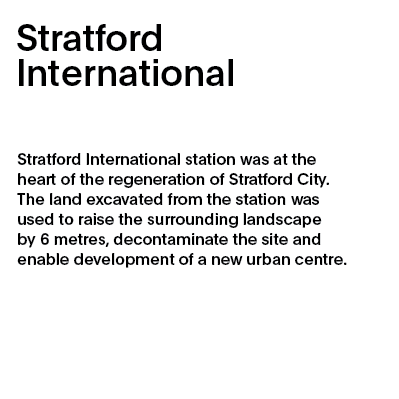 Stratford
International
Stratford International station was at the
heart of the regeneration of Stratford City.
The land excavated from the station was
used to raise the surrounding landscape
by 6 metres, decontaminate the site and
enable development of a new urban centre.